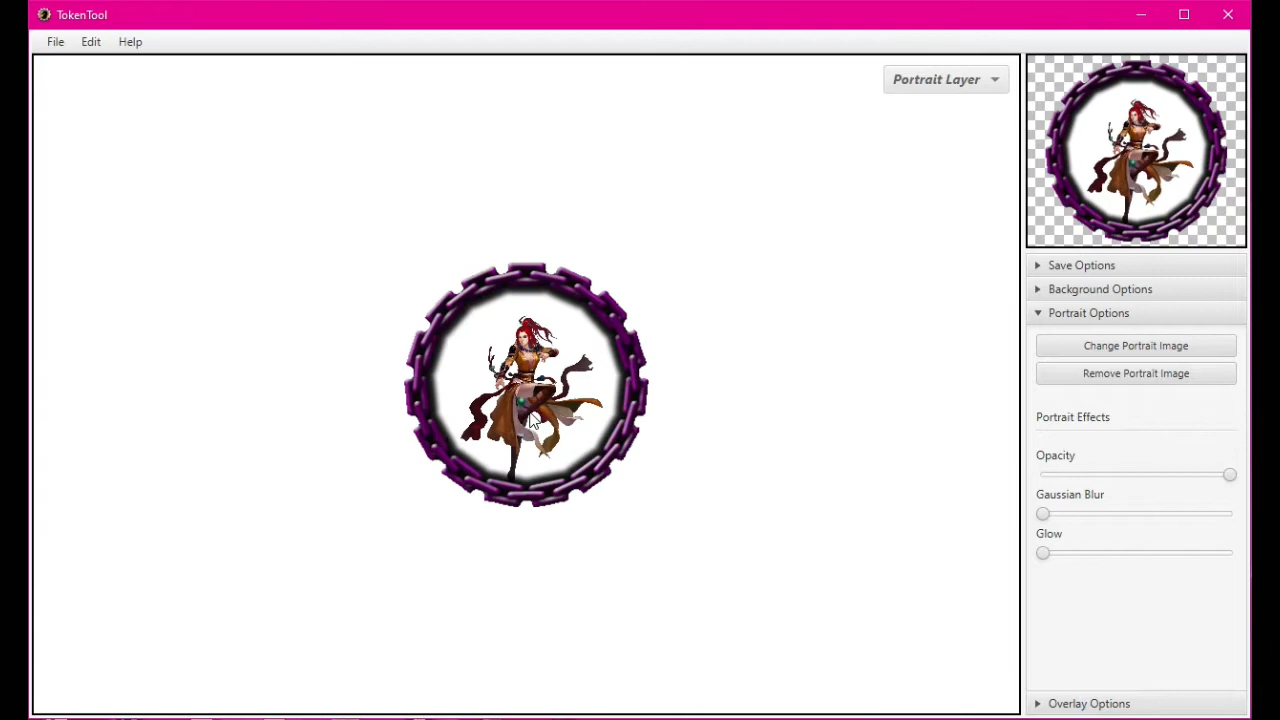 TokenTool
File Edit Help
Portrait Layer
Save Options
Background Options
Portrait Options
Change Portrait Image
Remove Portrait Image
Portrait Effects
Opacity
Gaussian Blur
Glow
Overlay Options